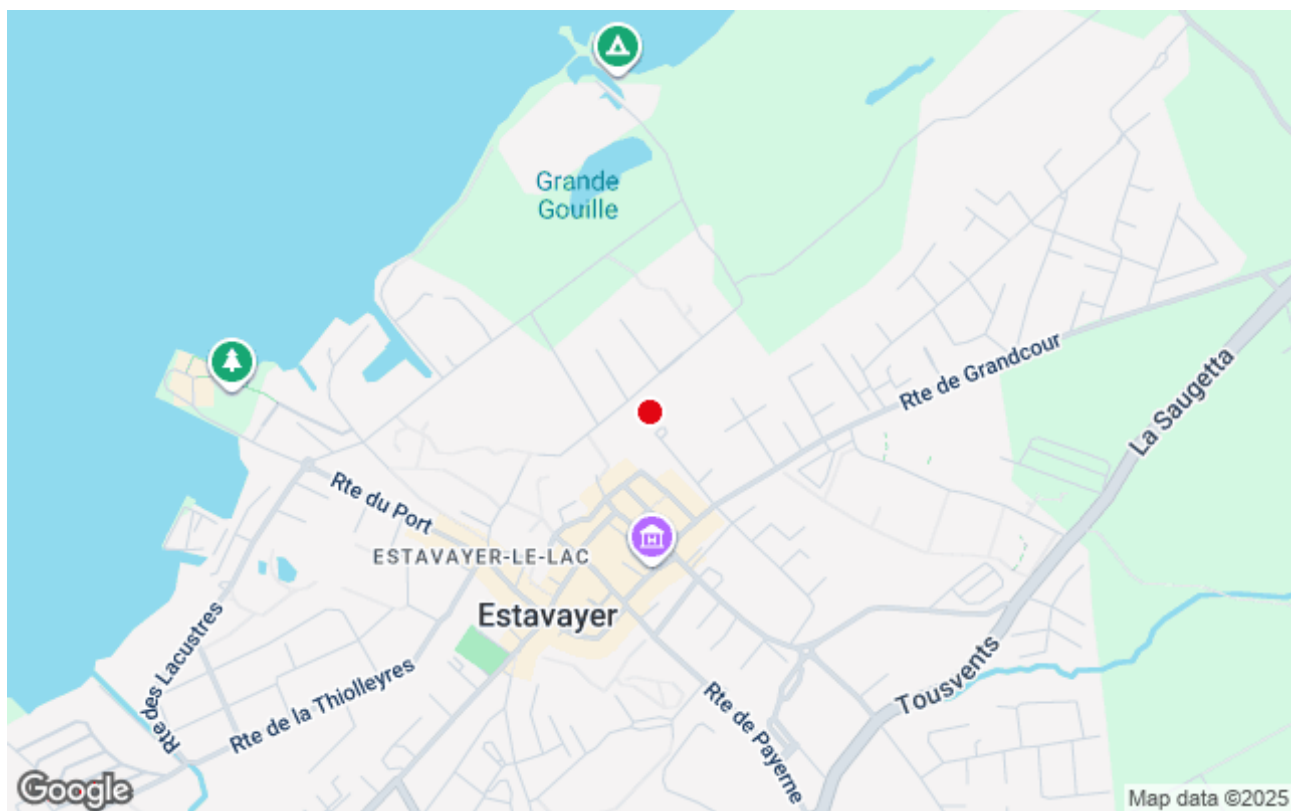 Grande
Gouille
Rte de Grandcour
La Saugetta
Rte du Port
ESTAVAYER-LE-LAC
Estavayer
Rte des Lacustres
Rte de la Thiolleyres
Rte de Payerne
Tousvents
H
Google
Map data ©2025